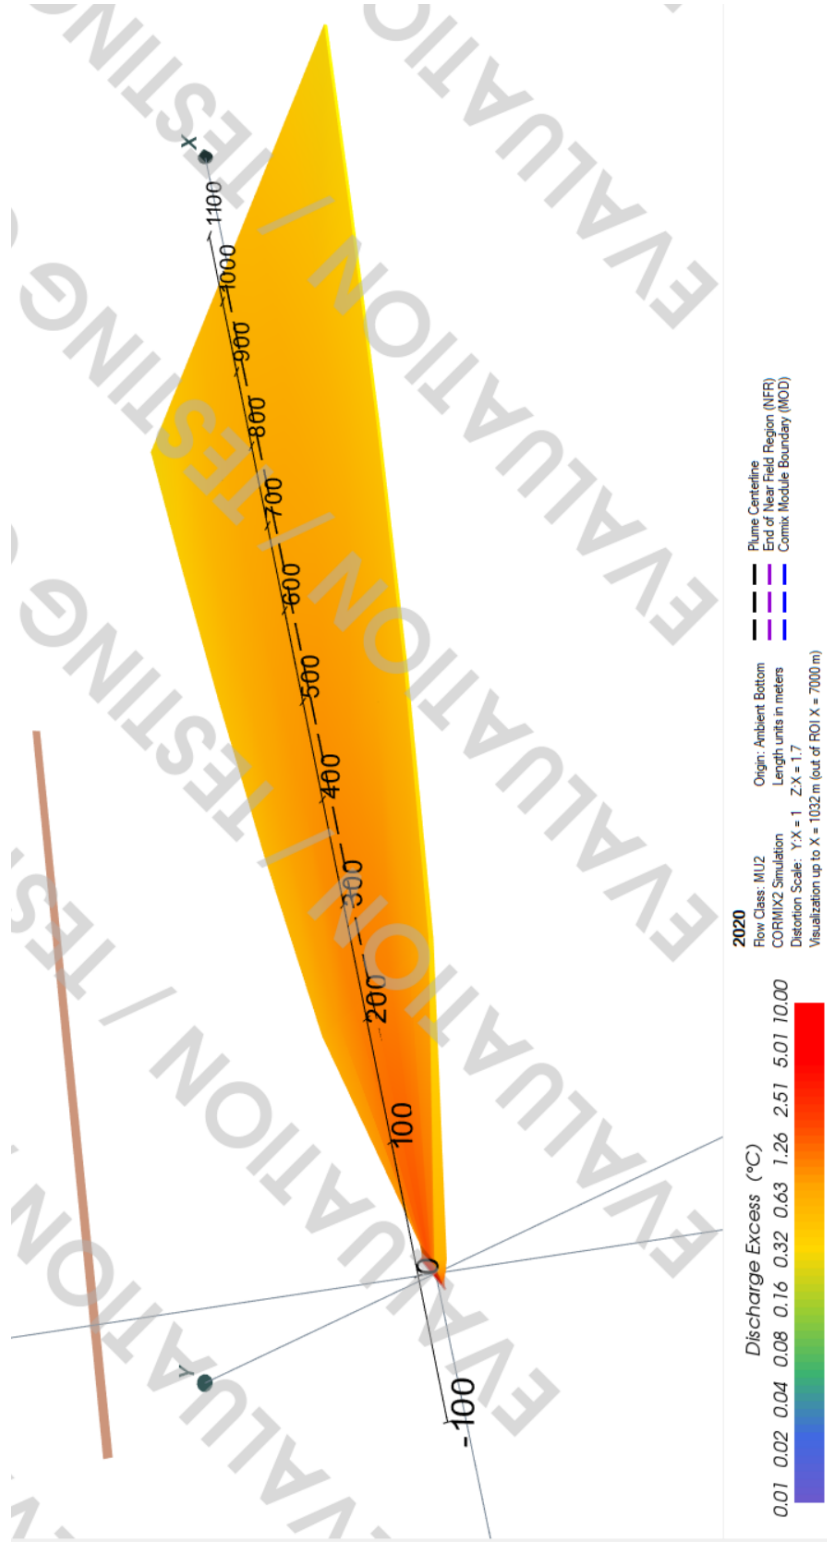 X
1100
1000
900
800
700
600
500
400
300
200
100
0
-100
Y
EVALUATION / TESTING
EVALUATION / TESTING
EVALUATION / TESTING
EVALUATION
2020
Flow Class: MU2 Origin: Ambient Bottom Plume Centerline
CORMIX2 Simulation Length units in meters End of Near Field Region (NFR)
Distortion Scale: Y:X = 1 Z:X = 1.7 Cormix Module Boundary (MOD)
Visualization up to X = 1032 m (out of ROI X = 7000 m)
Discharge Excess (°C)
0.01 0.02 0.04 0.08 0.16 0.32 0.63 1.26 2.51 5.01 10.00